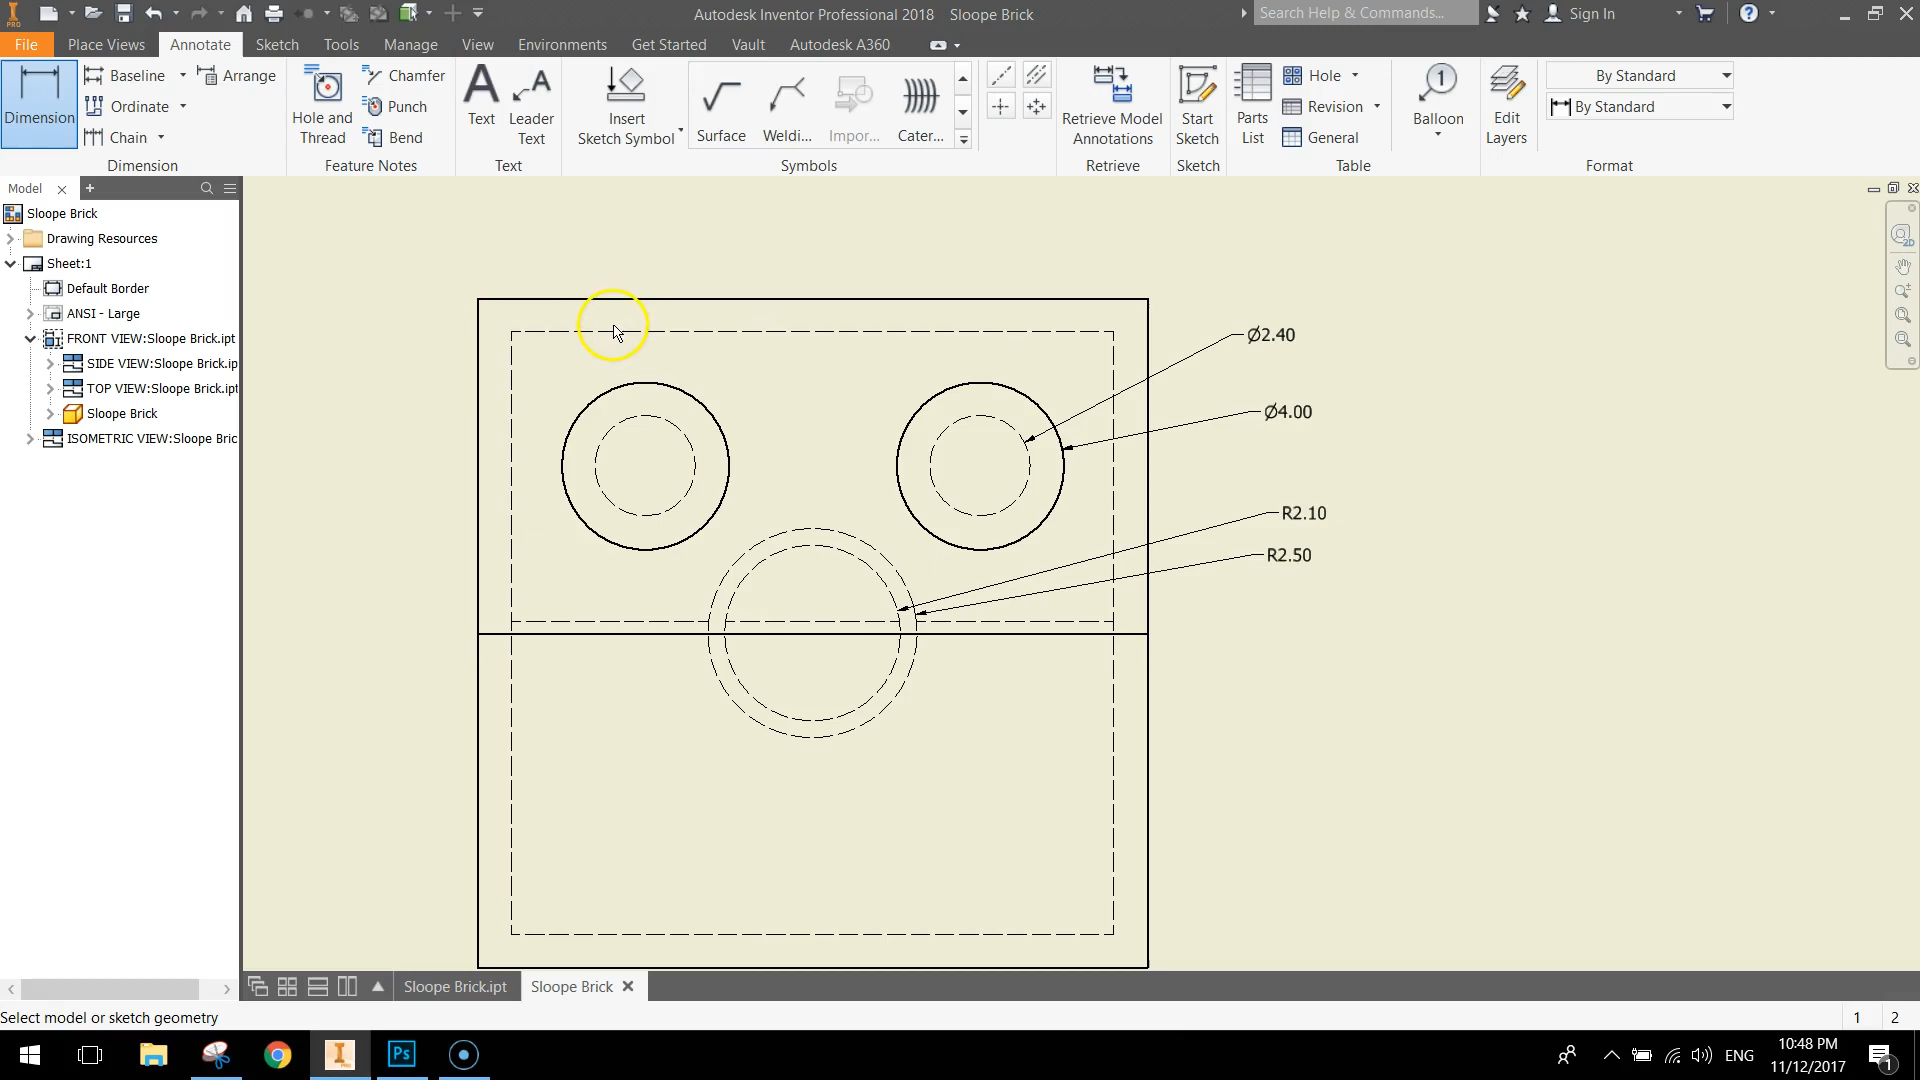 PRO
Autodesk Inventor Professional 2018 Sloope Brick
Search Help & Commands...
Sign In
File Place Views Annotate Sketch Tools Manage View Environments Get Started Vault Autodesk A360
Dimension
Baseline
Ordinate
Chain
Arrange
Dimension
Hole and
Thread
Chamfer
Punch
Bend
Feature Notes
Text
Leader
Text
Text
Insert
Sketch Symbol
Surface Weldi... Impor... Cater...
Symbols
Retrieve Model
Annotations
Retrieve
Start
Sketch
Sketch
Parts
List
Hole
Revision
General
Table
Balloon
Edit
Layers
By Standard
By Standard
Format
Model
Sloope Brick
Drawing Resources
Sheet:1
Default Border
ANSI - Large
FRONT VIEW:Sloope Brick.ipt
SIDE VIEW:Sloope Brick.ip
TOP VIEW:Sloope Brick.ipt
Sloope Brick
ISOMETRIC VIEW:Sloope Bric
Ø2.40
Ø4.00
R2.10
R2.50
2D
Sloope Brick.ipt
Sloope Brick
Select model or sketch geometry
1 2
Ps
ENG
10:48 PM
11/12/2017
1